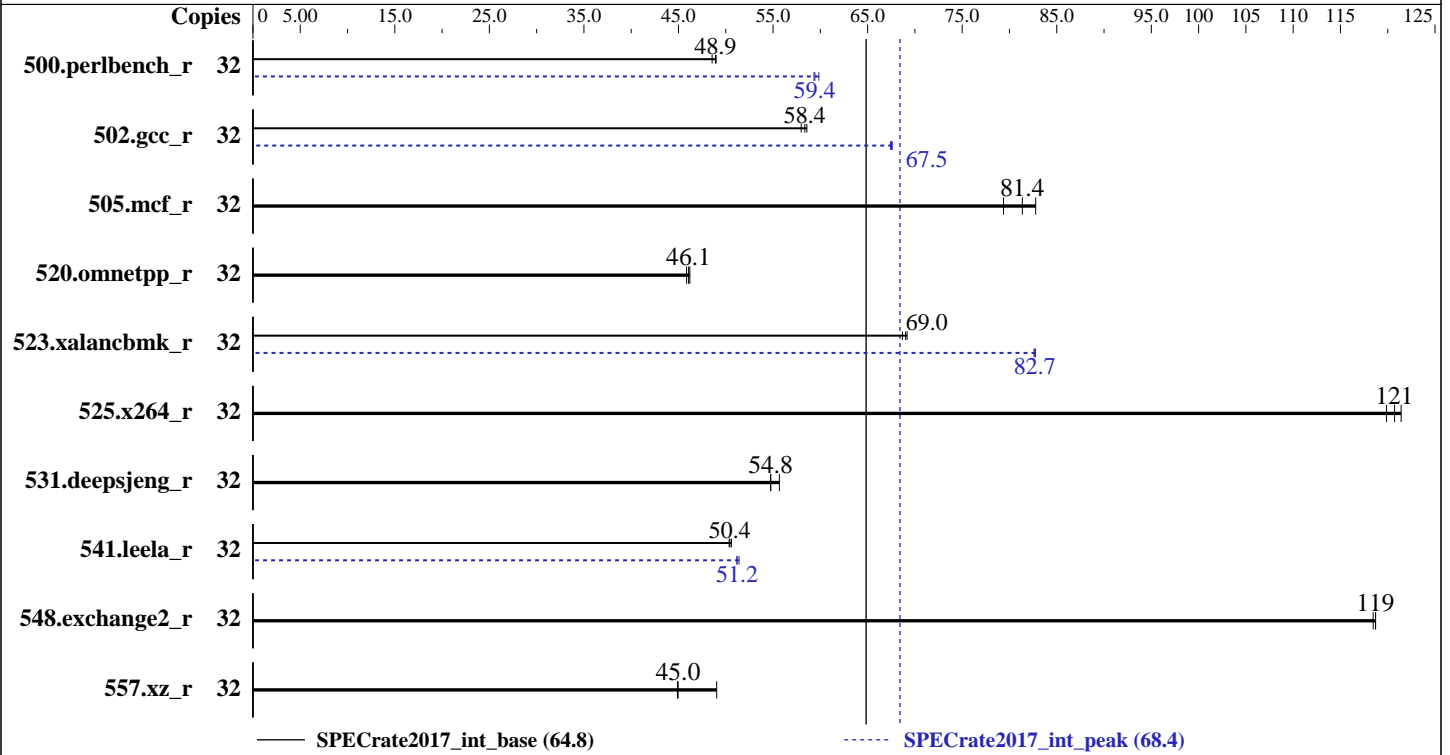 Copies 0 5.00 15.0 25.0 35.0 45.0 55.0 65.0 75.0 85.0 95.0 100 105 110 115 125
48.9
500.perlbench_r 32
59.4
58.4
502.gcc_r 32
67.5
81.4
505.mcf_r 32
46.1
520.omnetpp_r 32
69.0
523.xalancbmk_r 32
82.7
121
525.x264_r 32
54.8
531.deepsjeng_r 32
50.4
541.leela_r 32
51.2
119
548.exchange2_r 32
45.0
557.xz_r 32
SPECrate2017_int_base (64.8) SPECrate2017_int_peak (68.4)